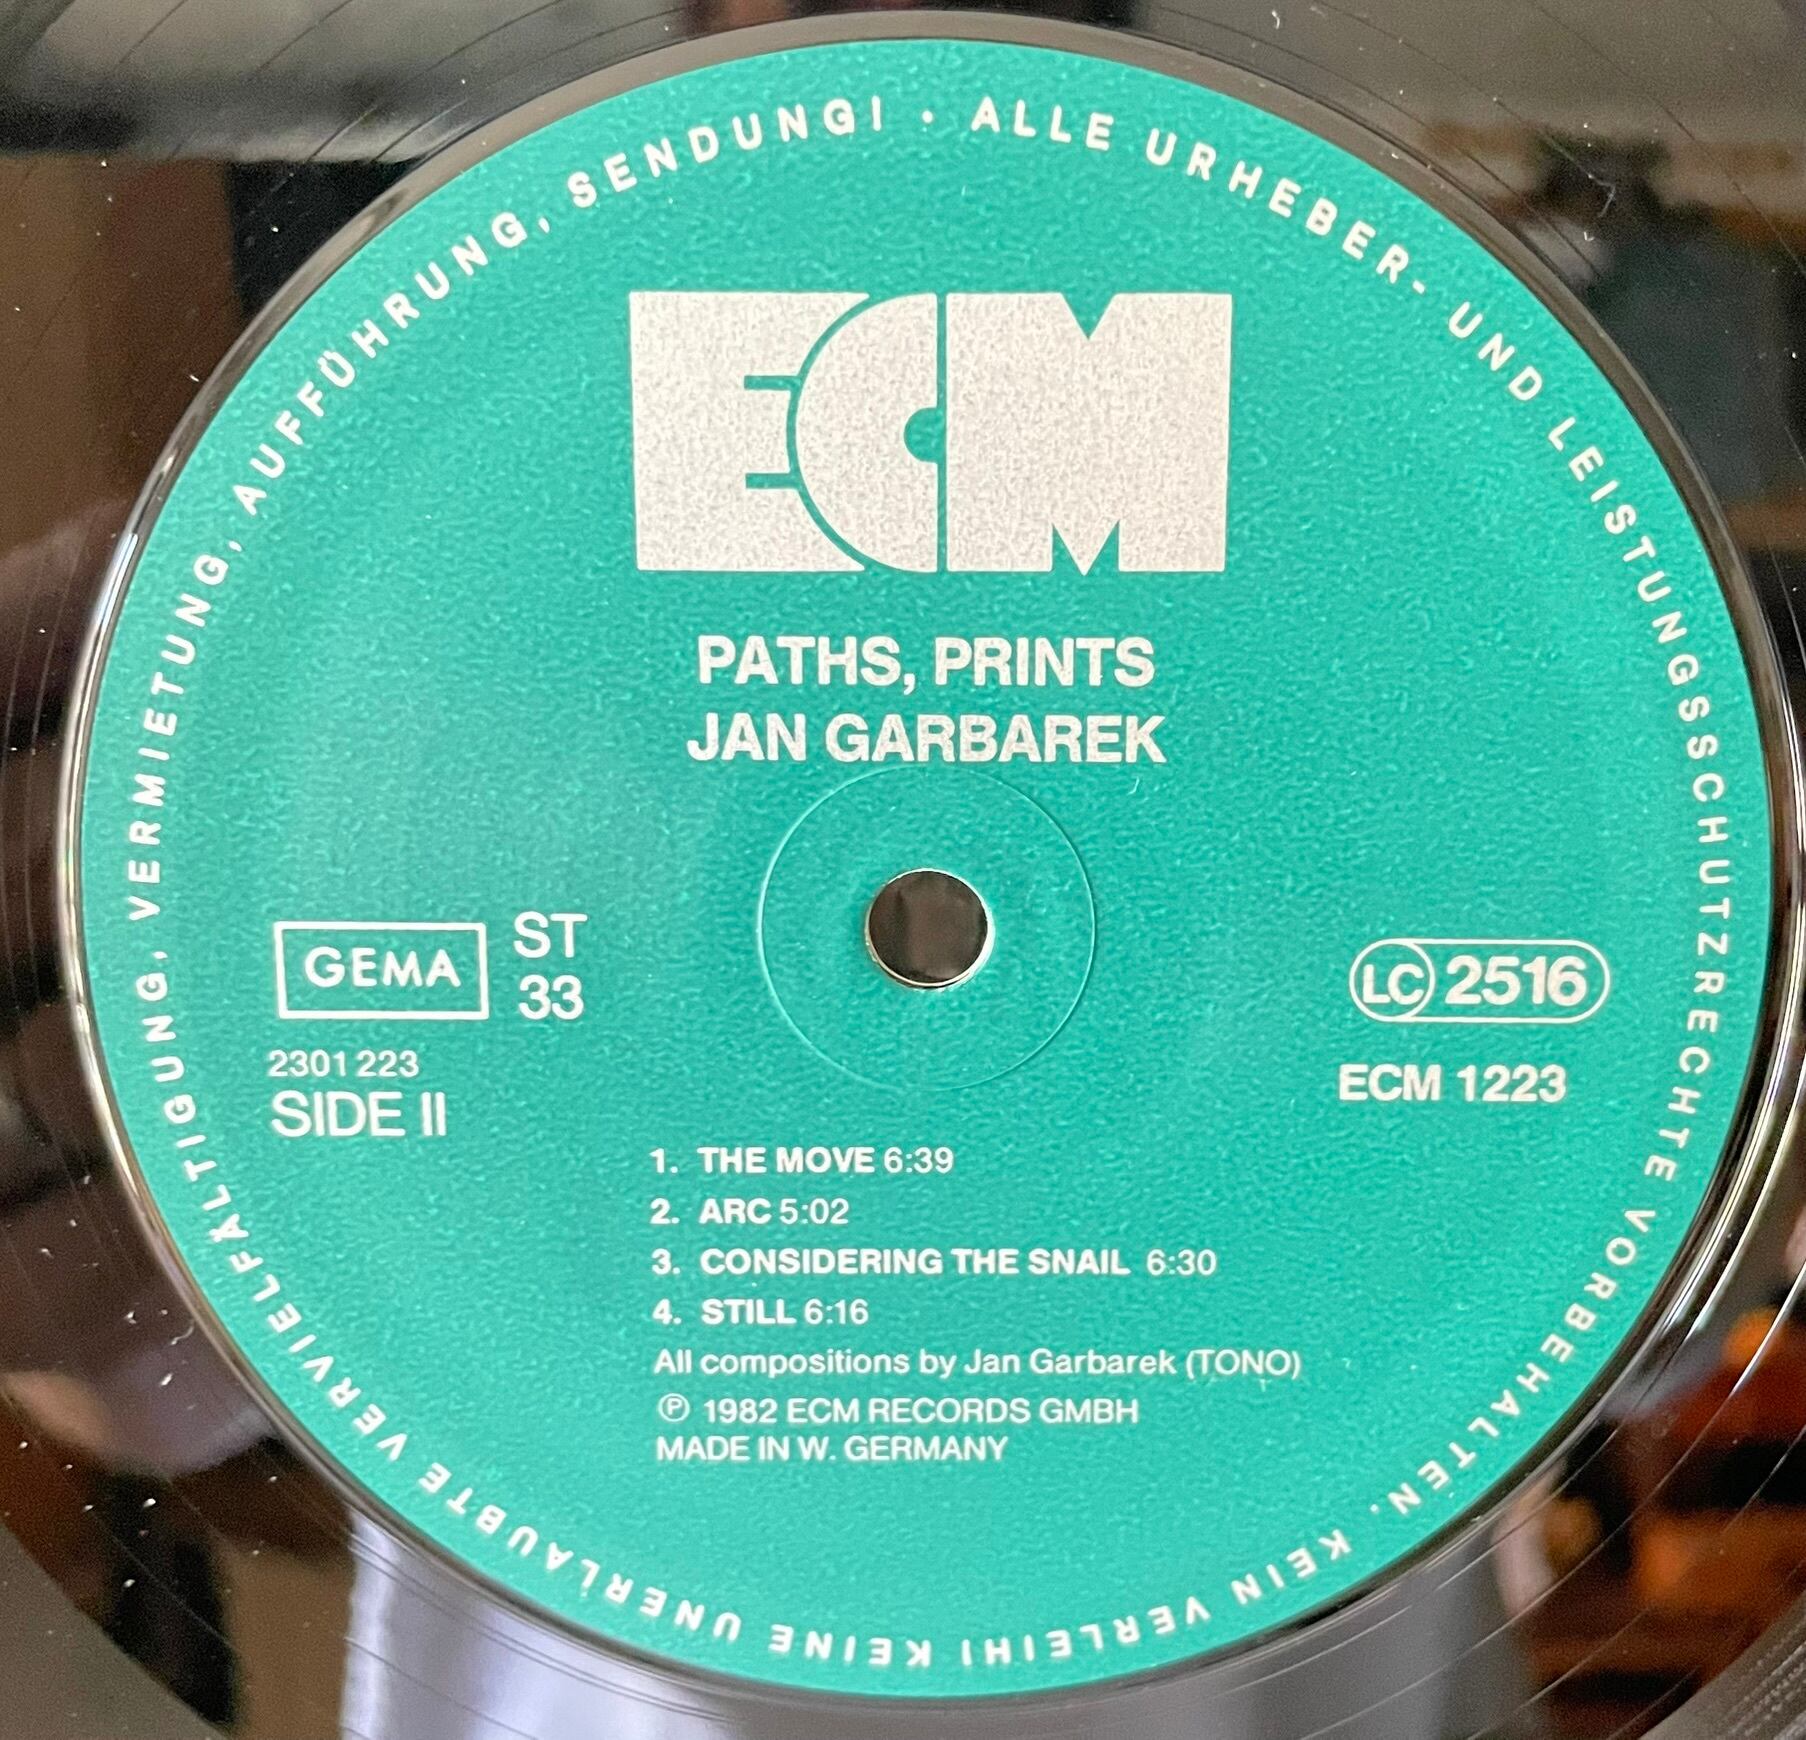 ALLE URHEBER- UND LEISTUNGSSCHUTZRECHTE VORBEHALTEN. KEIN VERLEIH! KEINE UNERLAUBTE VERVIELFÄLTIGUNG, VERMIETUNG, AUFFÜHRUNG, SENDUNG! ·
ECM
PATHS, PRINTS
JAN GARBAREK
GEMA
ST
33
LC 2516
2301 223
SIDE II
ECM 1223
1. THE MOVE 6:39
2. ARC 5:02
3. CONSIDERING THE SNAIL 6:30
4. STILL 6:16
All compositions by Jan Garbarek (TONO)
℗ 1982 ECM RECORDS GMBH
MADE IN W. GERMANY